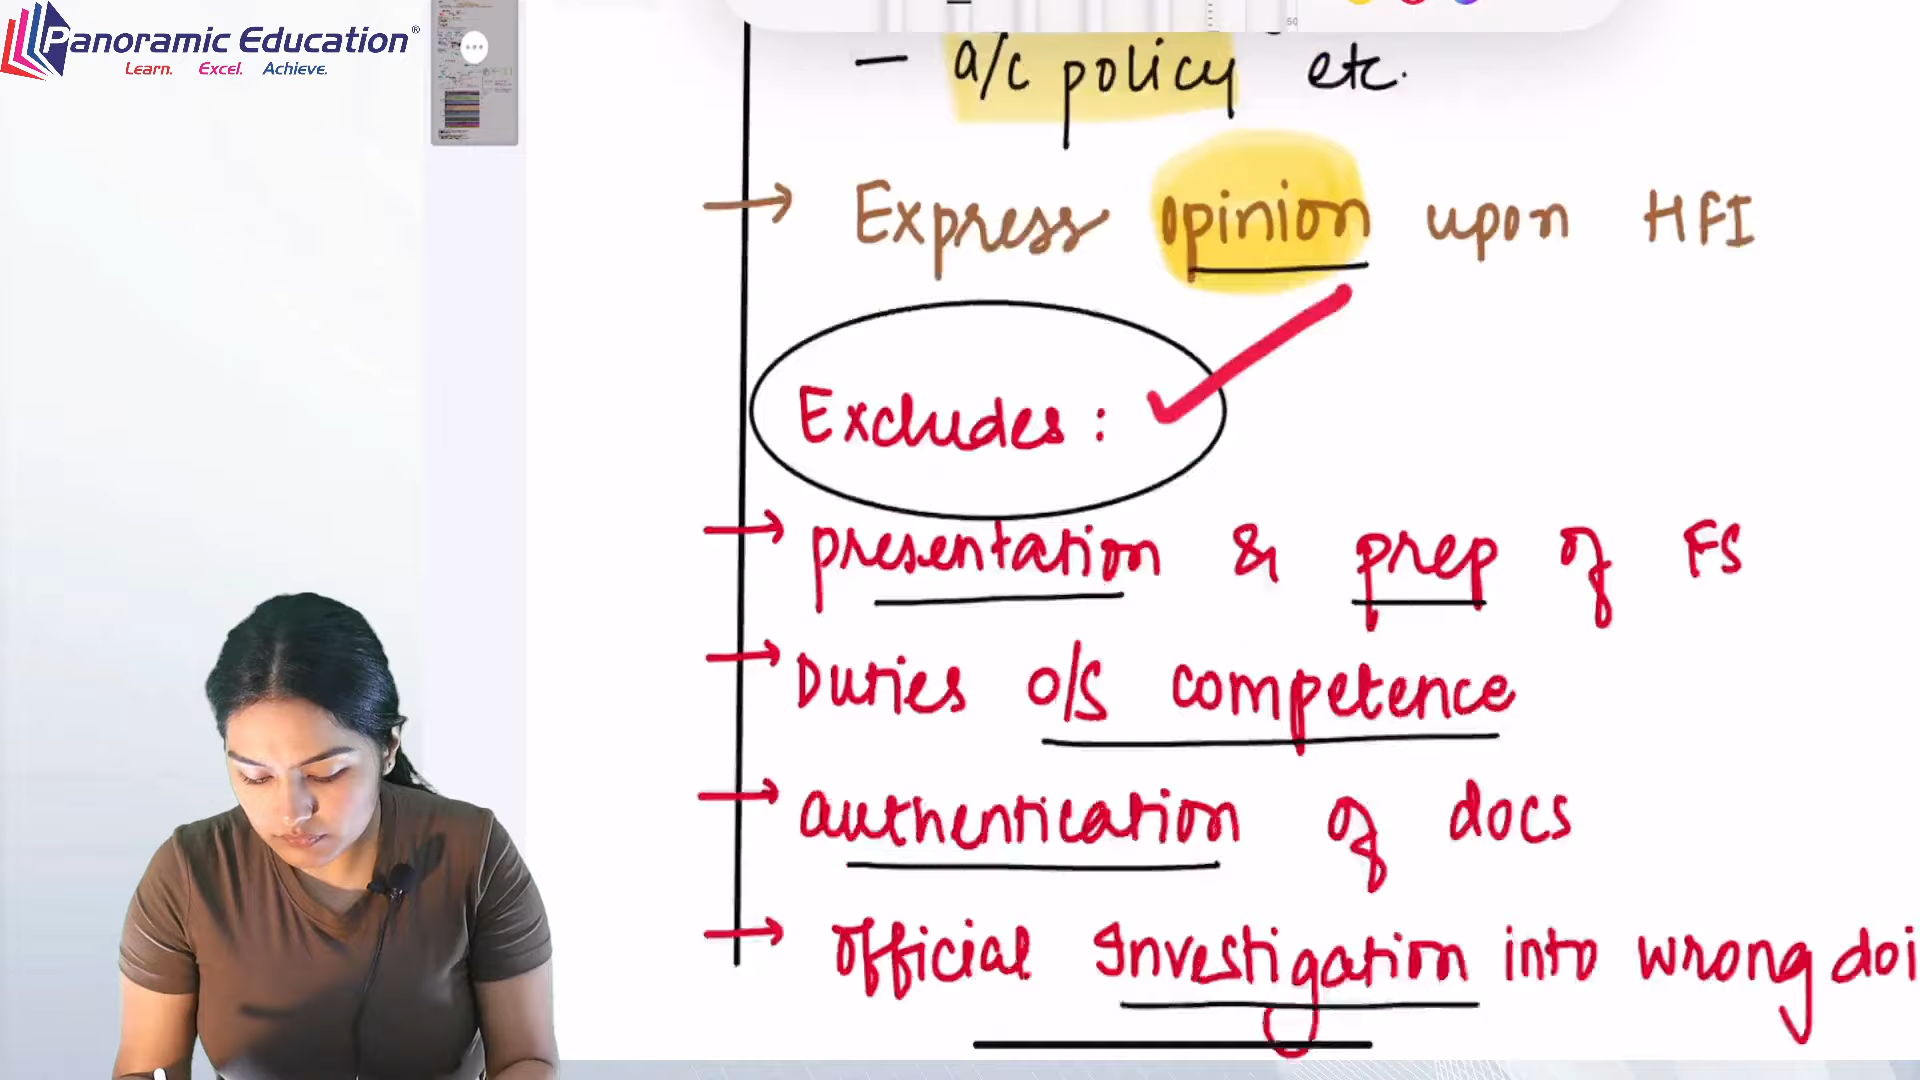 Panoramic Education®
Learn. Excel. Achieve.
50
– a/c policy etc.
→ Express opinion upon HFI
Excludes:
→ presentation & prep of FS
→ Duties o/s competence
→ authentication of docs
→ official Investigation into wrong doi